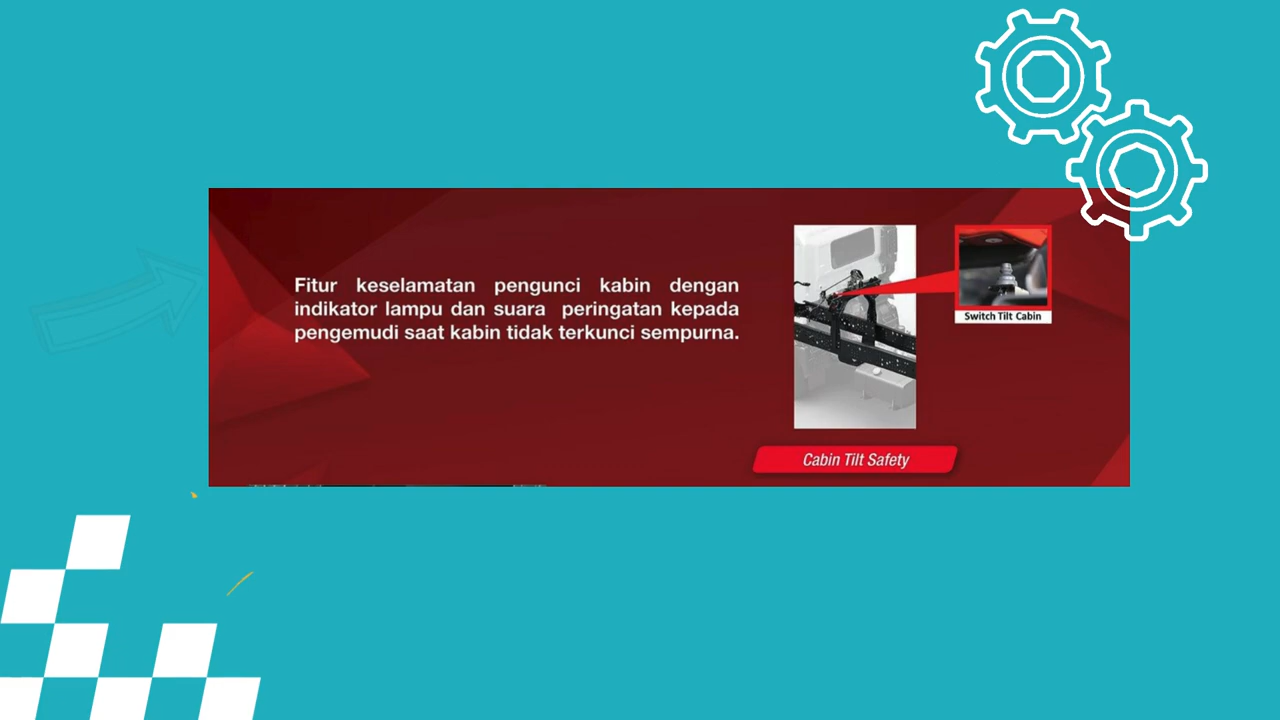 Fitur keselamatan pengunci kabin dengan
indikator lampu dan suara peringatan kepada
pengemudi saat kabin tidak terkunci sempurna.
Switch Tilt Cabin
Cabin Tilt Safety